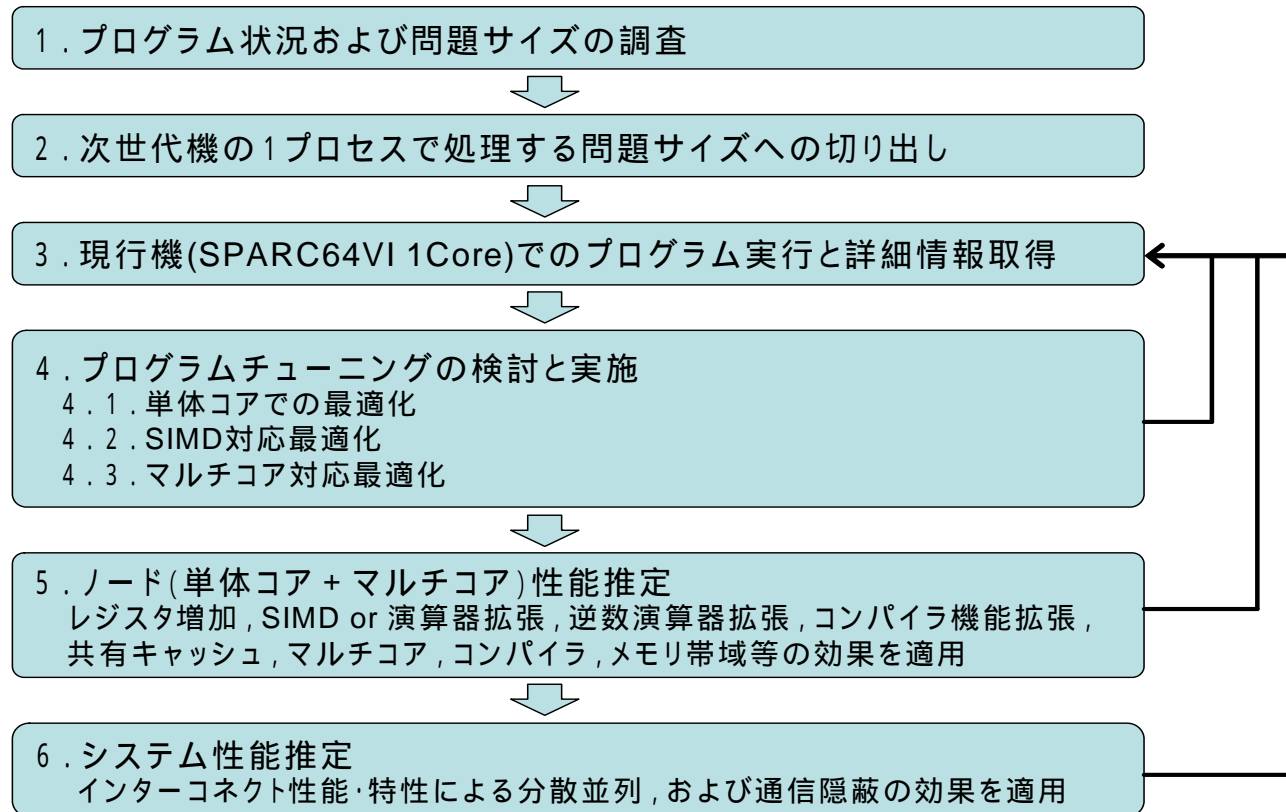 1.プログラム状況および問題サイズの調査
2.次世代機の1プロセスで処理する問題サイズへの切り出し
3.現行機(SPARC64VI 1Core)でのプログラム実行と詳細情報取得
4.プログラムチューニングの検討と実施
4.1.単体コアでの最適化
4.2.SIMD対応最適化
4.3.マルチコア対応最適化
5.ノード(単体コア+マルチコア)性能推定
レジスタ増加,SIMD or 演算器拡張,逆数演算器拡張,コンパイラ機能拡張,
共有キャッシュ,マルチコア,コンパイラ,メモリ帯域等の効果を適用
6.システム性能推定
インターコネクト性能・特性による分散並列,および通信隠蔽の効果を適用